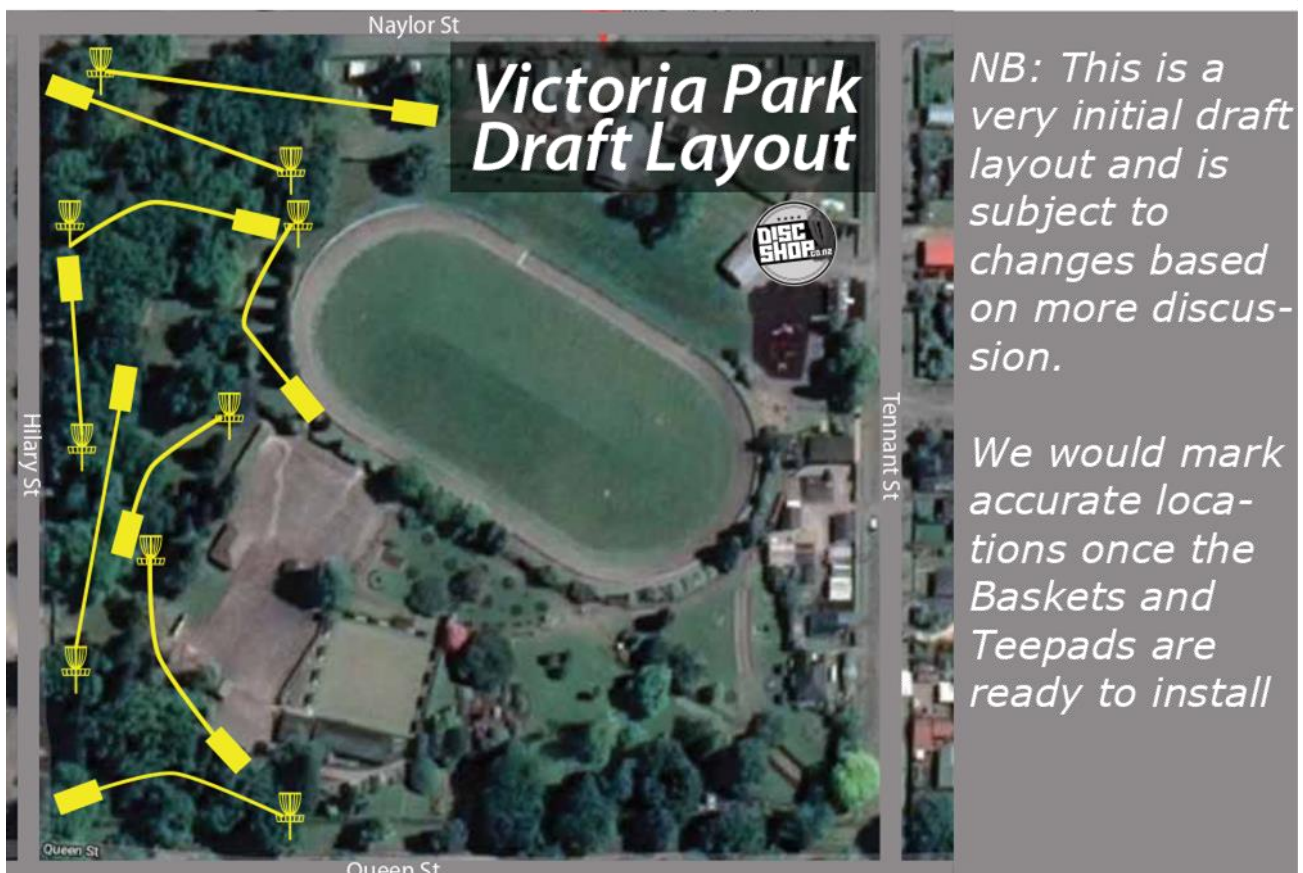 Naylor St
Victoria Park
Draft Layout
DISC
SHOP.co.nz
Hilary St
Tennant St
Queen St
Queen St
NB: This is a
very initial draft
layout and is
subject to
changes based
on more discus-
sion.
We would mark
accurate loca-
tions once the
Baskets and
Teepads are
ready to install